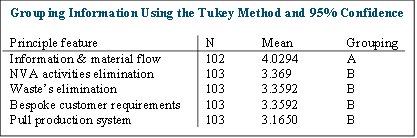 Grouping Information Using the Tukey Method and 95% Confidence
Principle feature N Mean Grouping
Information & material flow 102 4.0294 A
NVA activities elimination 103 3.369 B
Waste's elimination 103 3.3592 B
Bespoke customer requirements 103 3.3592 B
Pull production system 103 3.1650 B